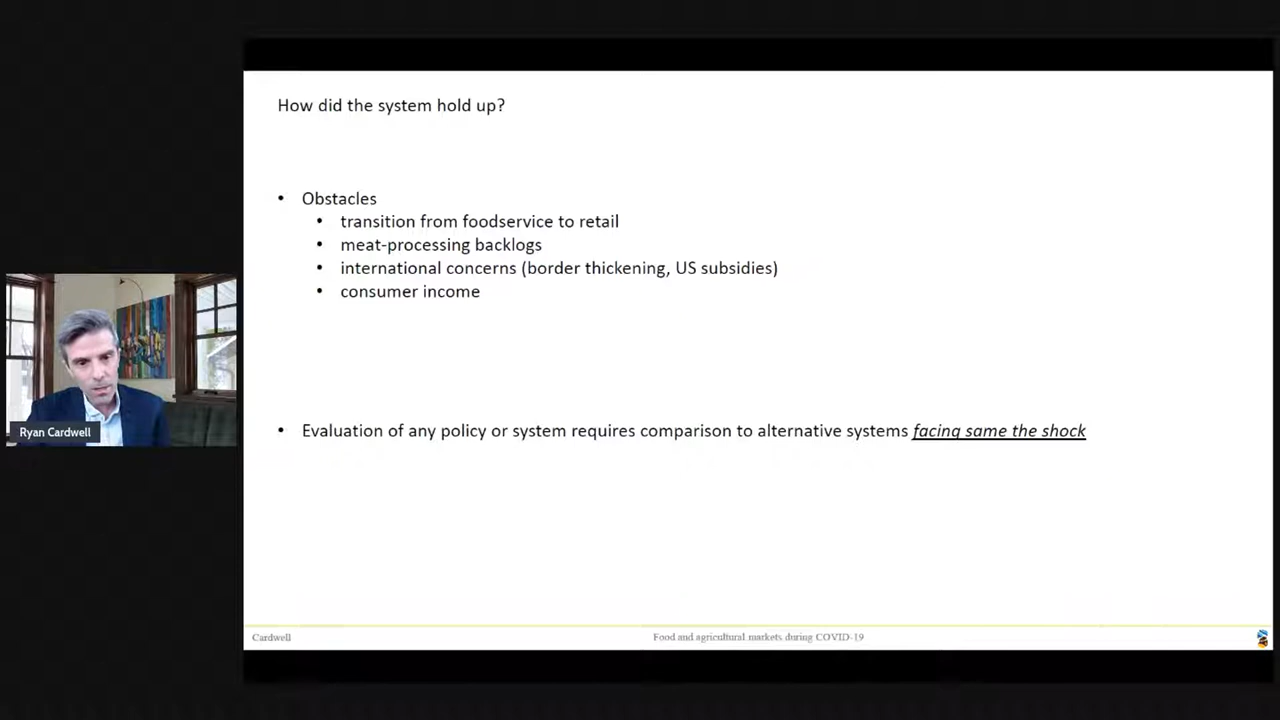 How did the system hold up?
• Obstacles
• transition from foodservice to retail
• meat-processing backlogs
• international concerns (border thickening, US subsidies)
• consumer income
• Evaluation of any policy or system requires comparison to alternative systems facing same the shock
Ryan Cardwell
Cardwell
Food and agricultural markets during COVID-19